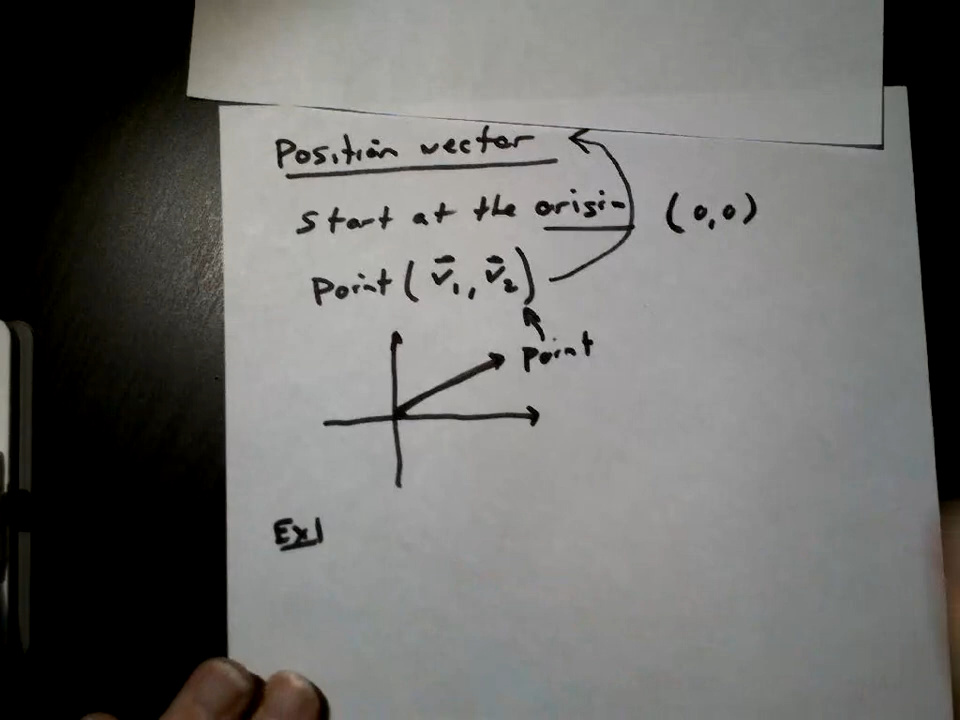 Position vector
Start at the origin (0,0)
Point (v⃗₁, v⃗₂)
Point
Ex1